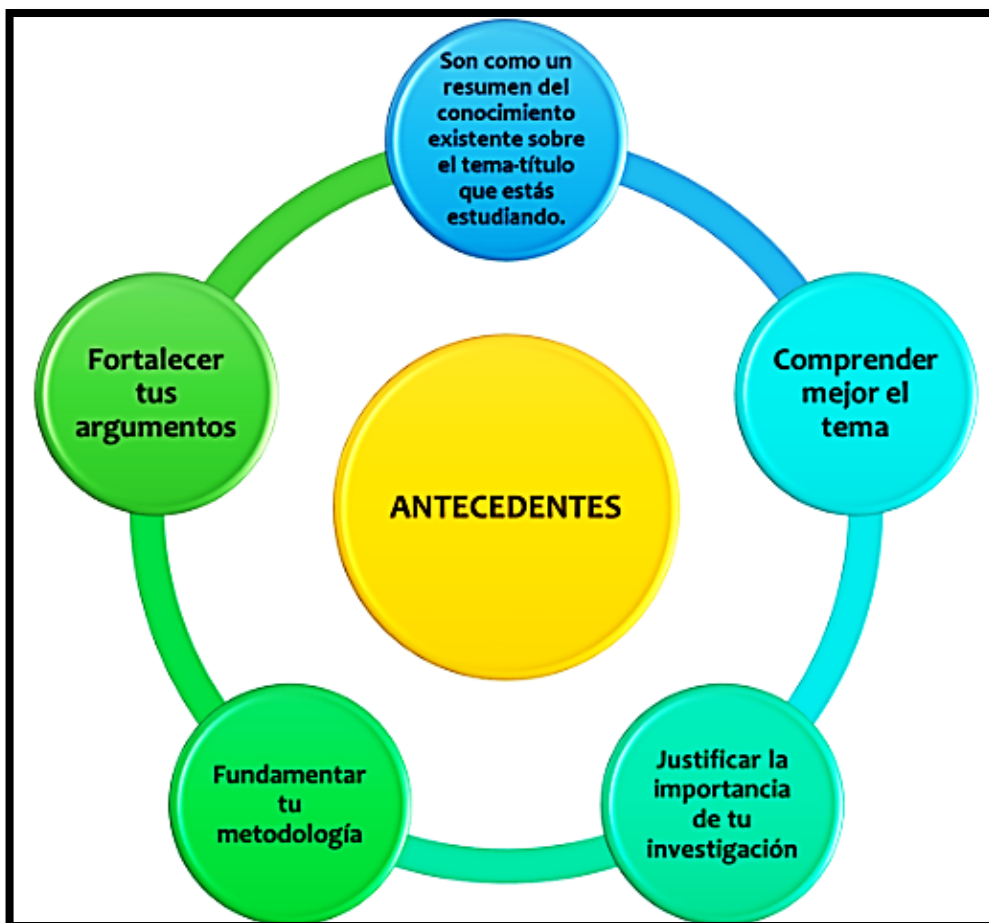 Son como un
resumen del
conocimiento
existente sobre
el tema-título
que estás
estudiando.
Comprender
mejor el
tema
Justificar la
importancia
de tu
investigación
Fundamentar
tu
metodología
Fortalecer
tus
argumentos
ANTECEDENTES